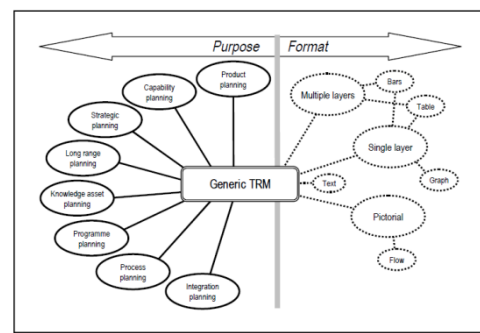 Purpose Format
Product
planning
Capability
planning
Strategic
planning
Long range
planning
Knowledge asset
planning
Programme
planning
Process
planning
Integration
planning
Generic TRM
Multiple layers
Bars
Table
Single layer
Graph
Text
Pictorial
Flow